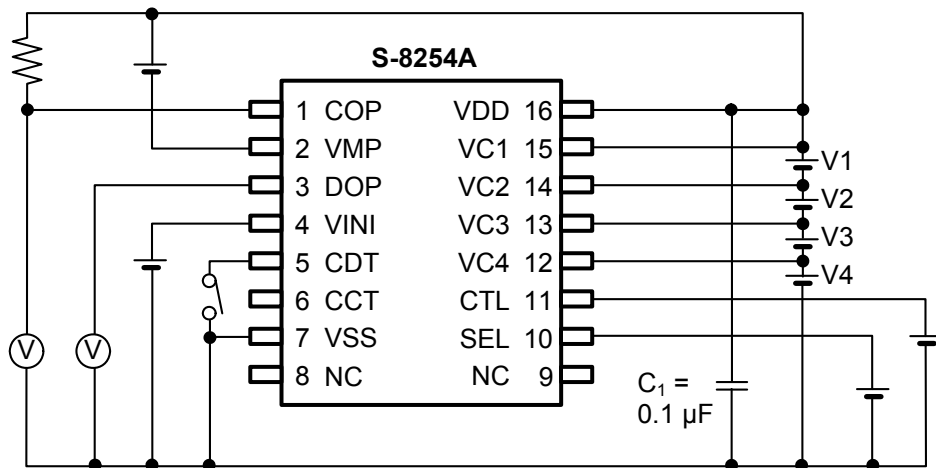 S-8254A
1 COP VDD 16
2 VMP VC1 15
3 DOP VC2 14
4 VINI VC3 13
5 CDT VC4 12
6 CCT CTL 11
7 VSS SEL 10
8 NC NC 9
V1
V2
V3
V4
V
V
C₁ =
0.1 µF